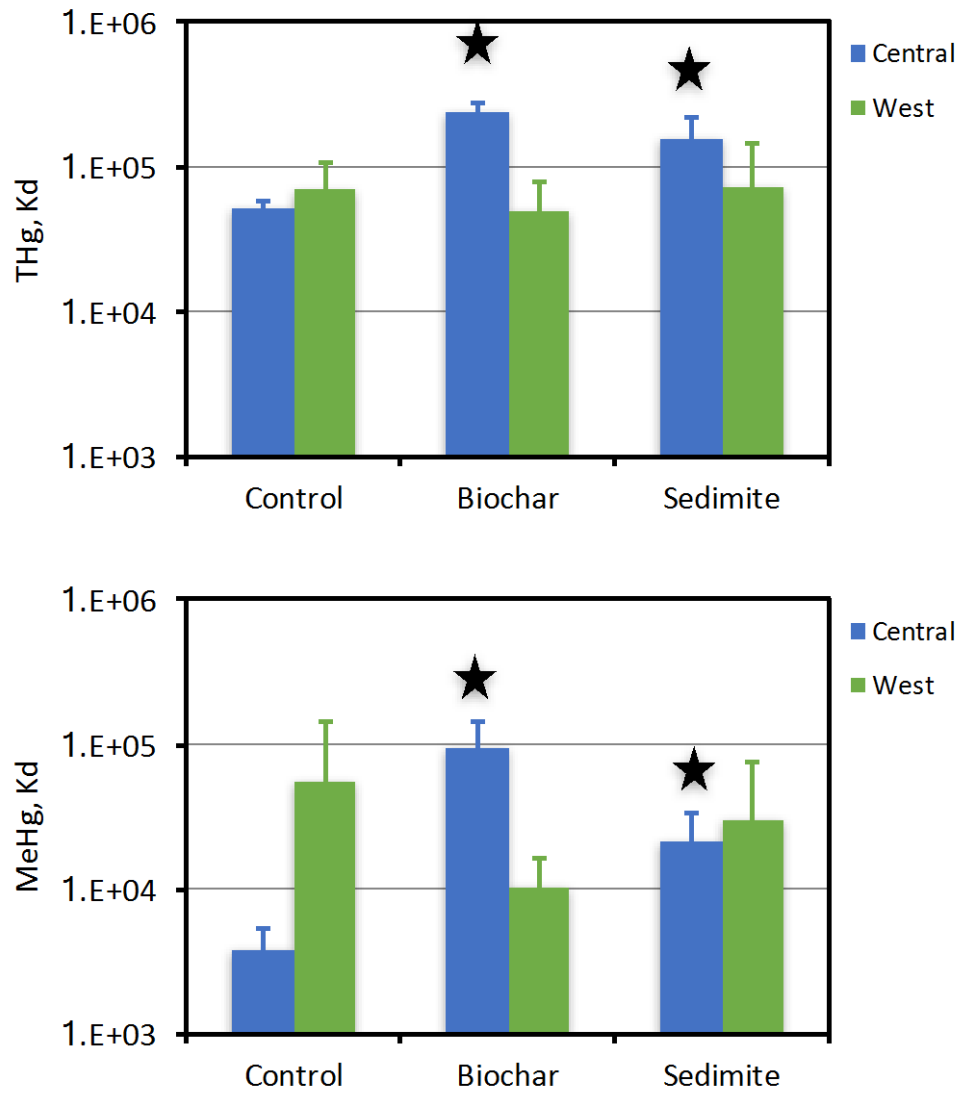 THg, Kd
1.E+06
1.E+05
1.E+04
1.E+03
Control Biochar Sedimite
Central
West
MeHg, Kd
1.E+06
1.E+05
1.E+04
1.E+03
Control Biochar Sedimite
Central
West